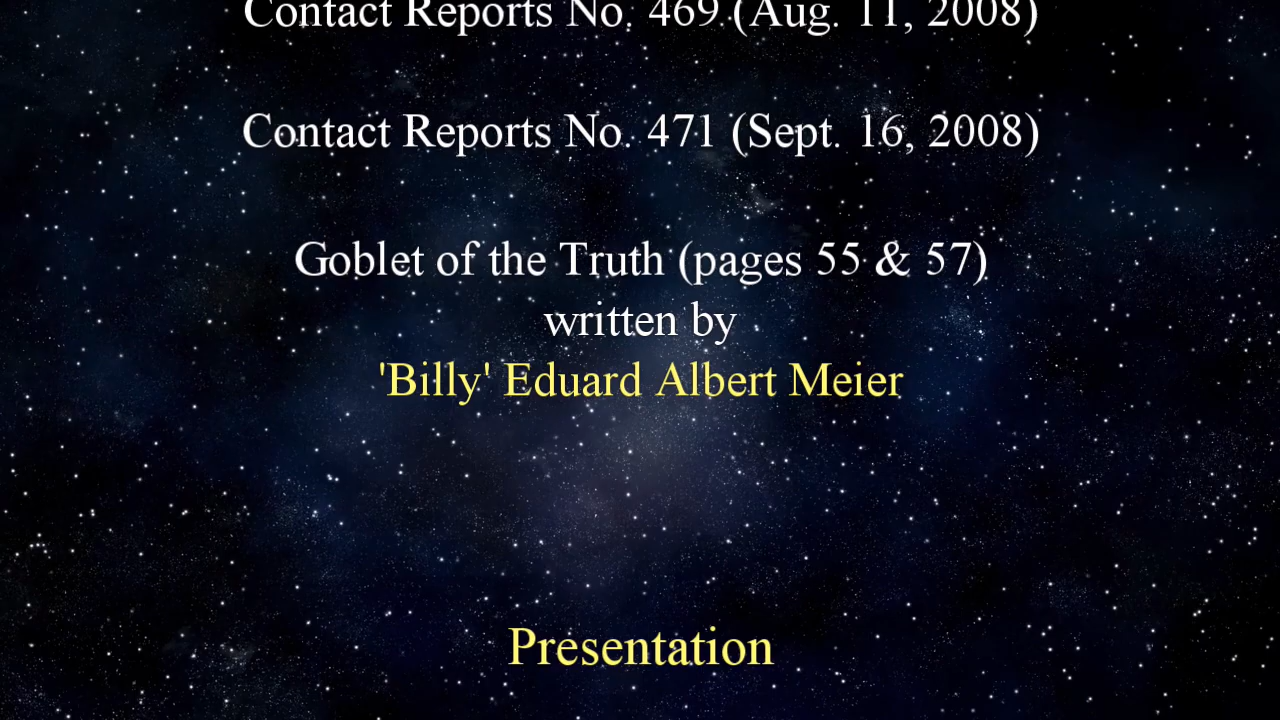 Contact Reports No. 469 (Aug. 11, 2008)
Contact Reports No. 471 (Sept. 16, 2008)
Goblet of the Truth (pages 55 & 57)
written by
'Billy' Eduard Albert Meier
Presentation